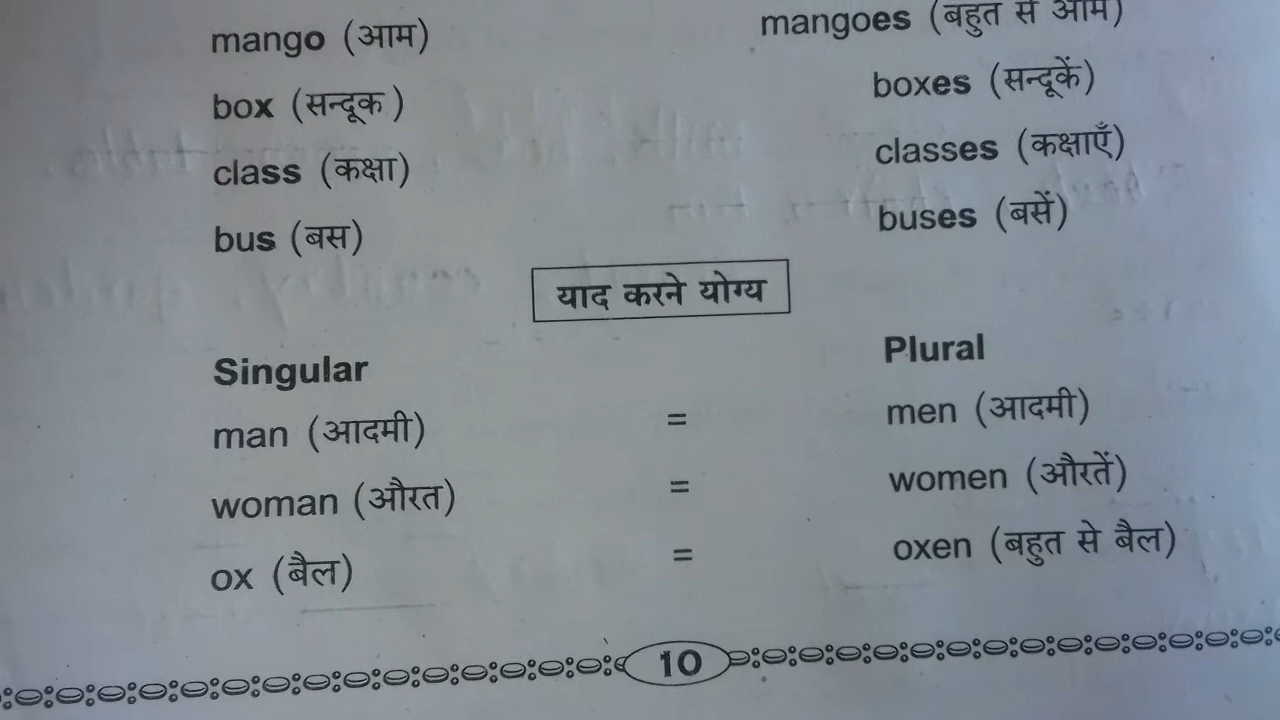 mango (आम) mangoes (बहुत से आम)
box (सन्दूक ) boxes (सन्दूकें)
class (कक्षा) classes (कक्षाएँ)
bus (बस) buses (बसें)
याद करने योग्य
Singular Plural
man (आदमी) = men (आदमी)
woman (औरत) = women (औरतें)
ox (बैल) = oxen (बहुत से बैल)
10